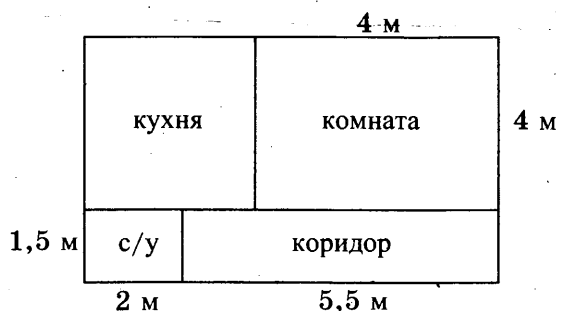 4 м
кухня
комната
4 м
1,5 м
с/у
коридор
2 м
5,5 м